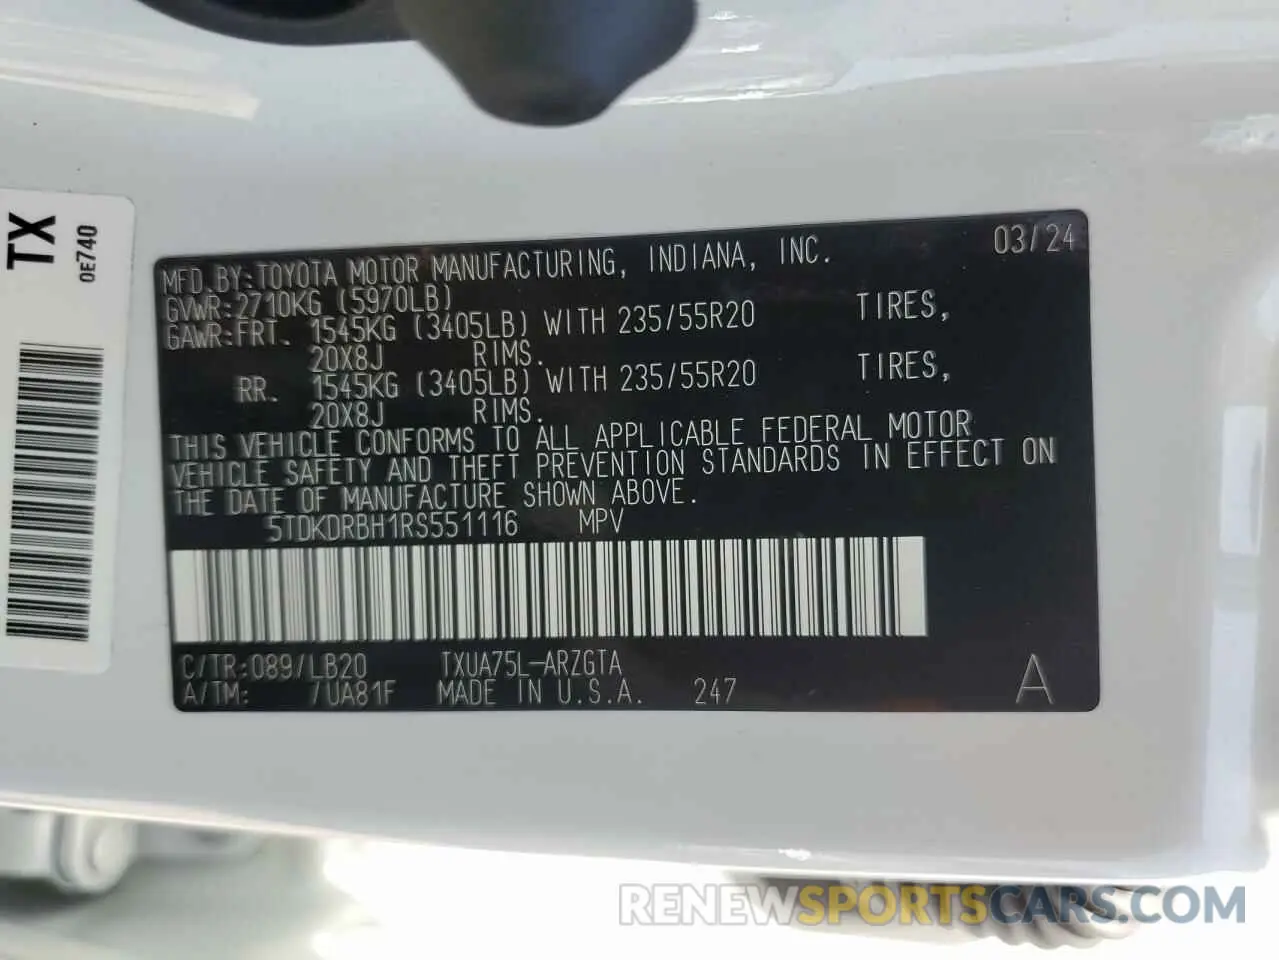 TX
0E740
MFD.BY:TOYOTA MOTOR MANUFACTURING, INDIANA, INC. 03/24
GVWR:2710KG (5970LB)
GAWR:FRT. 1545KG (3405LB) WITH 235/55R20 TIRES,
20X8J RIMS.
RR. 1545KG (3405LB) WITH 235/55R20 TIRES,
20X8J RIMS.
THIS VEHICLE CONFORMS TO ALL APPLICABLE FEDERAL MOTOR
VEHICLE SAFETY AND THEFT PREVENTION STANDARDS IN EFFECT ON
THE DATE OF MANUFACTURE SHOWN ABOVE.
5TDKDRBH1RS551116 MPV
C/TR:089/LB20 TXUA75L-ARZGTA
A/TM: /UA81F MADE IN U.S.A. 247 A
RENEWSPORTSCARS.COM